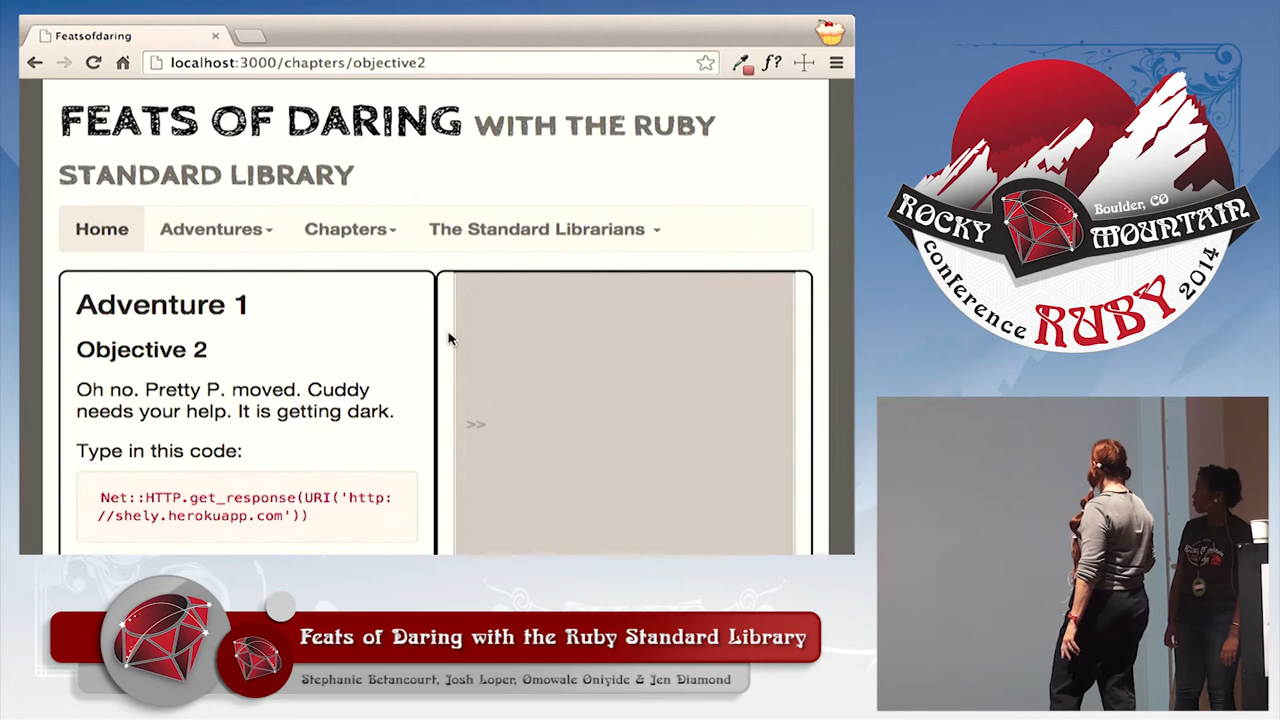 Featsofdaring
localhost:3000/chapters/objective2
f?
FEATS OF DARING WITH THE RUBY
STANDARD LIBRARY
Home Adventures Chapters The Standard Librarians
Adventure 1
Objective 2
Oh no. Pretty P. moved. Cuddy
needs your help. It is getting dark.
Type in this code:
Net::HTTP.get_response(URI('http:
//shely.herokuapp.com'))
>>
Boulder, CO
ROCKY MOUNTAIN
conference RUBY 2014
Feats of Daring with the Ruby Standard Library
Stephanie Betancourt, Josh Loper, Omowale Oniyide & Jen Diamond